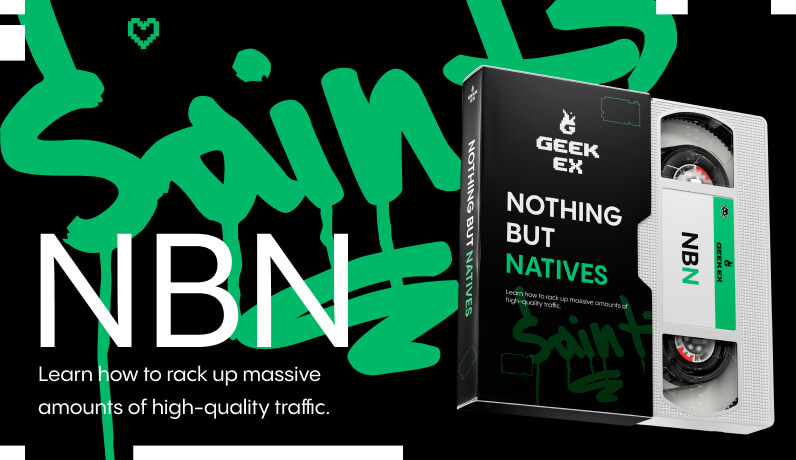 Saints
NBN
Learn how to rack up massive
amounts of high-quality traffic.
NOTHING BUT NATIVES
GEEK
EX
NOTHING
BUT
NATIVES
Learn how to rack up massive amounts of
high-quality traffic.
Saints
NBN
GEEK EX